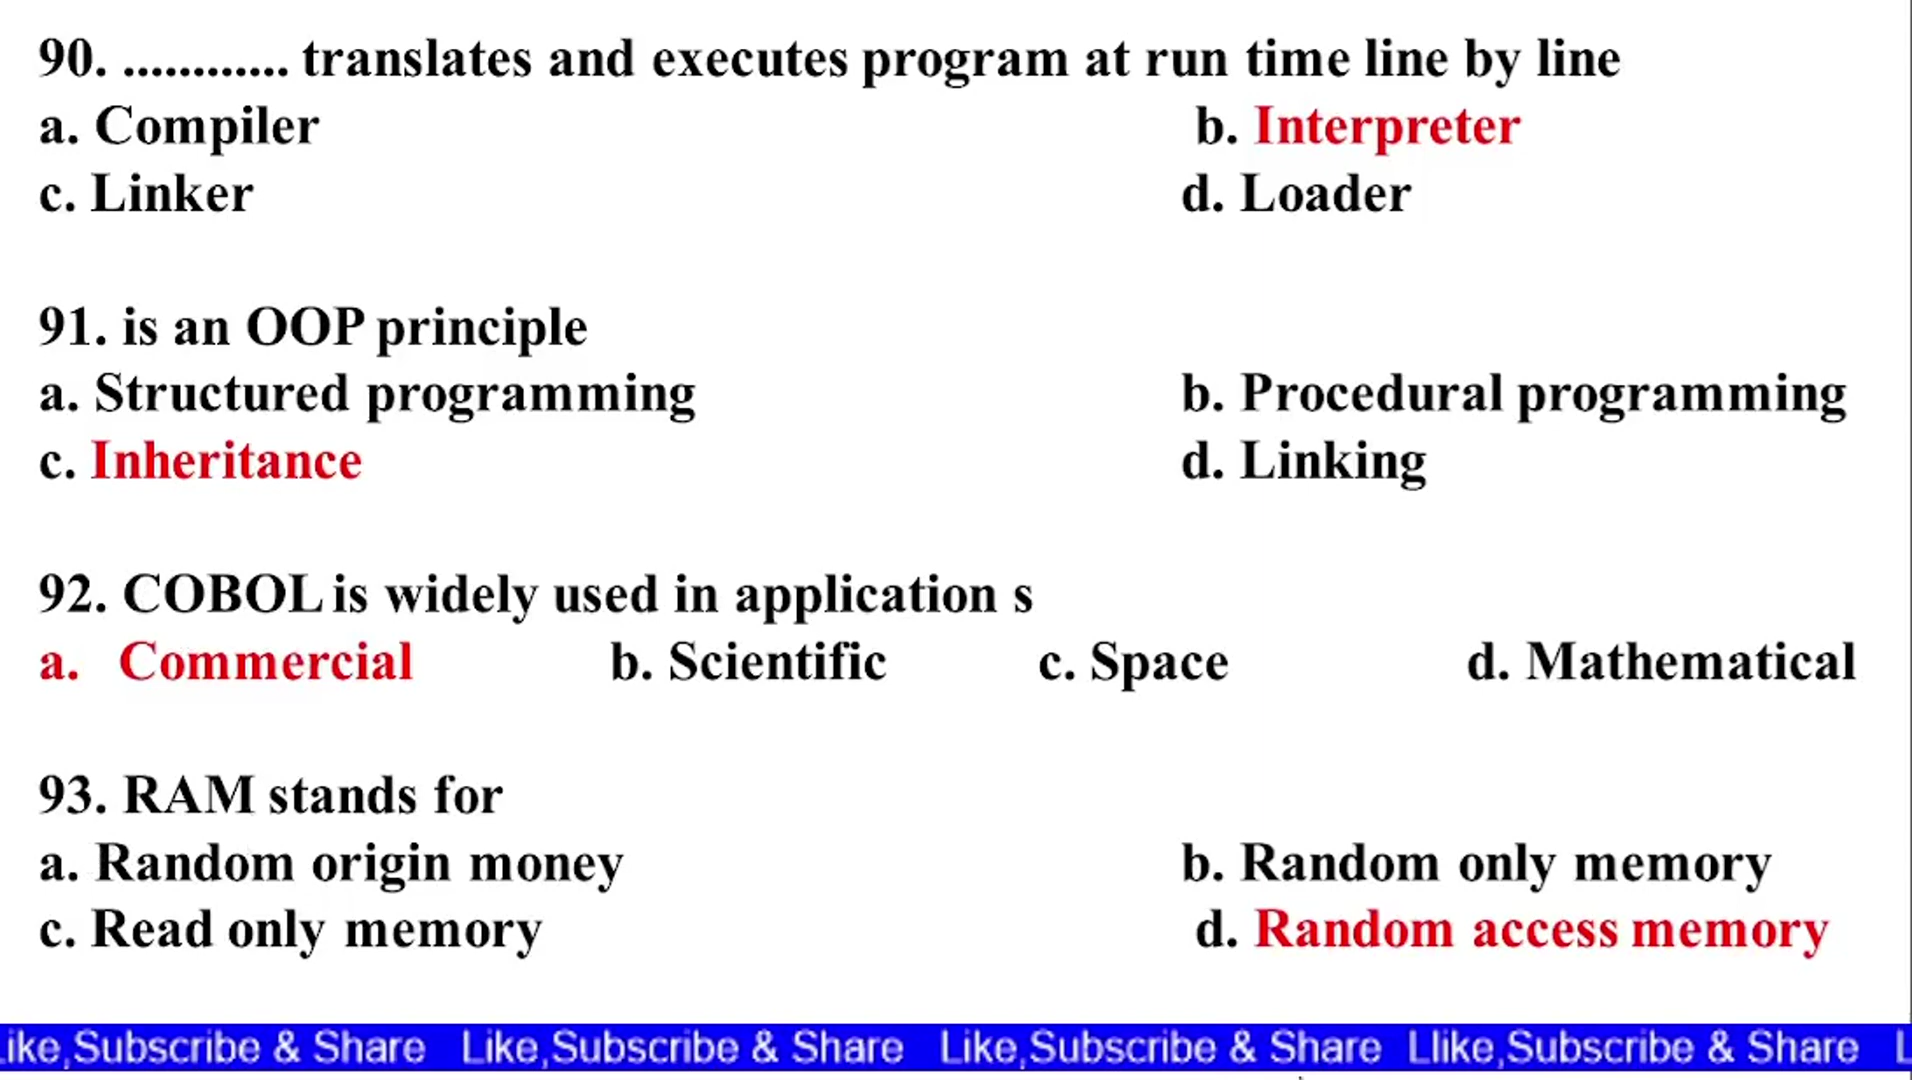 90. ............ translates and executes program at run time line by line
a. Compiler b. Interpreter
c. Linker d. Loader
91. is an OOP principle
a. Structured programming b. Procedural programming
c. Inheritance d. Linking
92. COBOL is widely used in application s
a. Commercial b. Scientific c. Space d. Mathematical
93. RAM stands for
a. Random origin money b. Random only memory
c. Read only memory d. Random access memory
ike,Subscribe & Share Like,Subscribe & Share Like,Subscribe & Share Llike,Subscribe & Share L